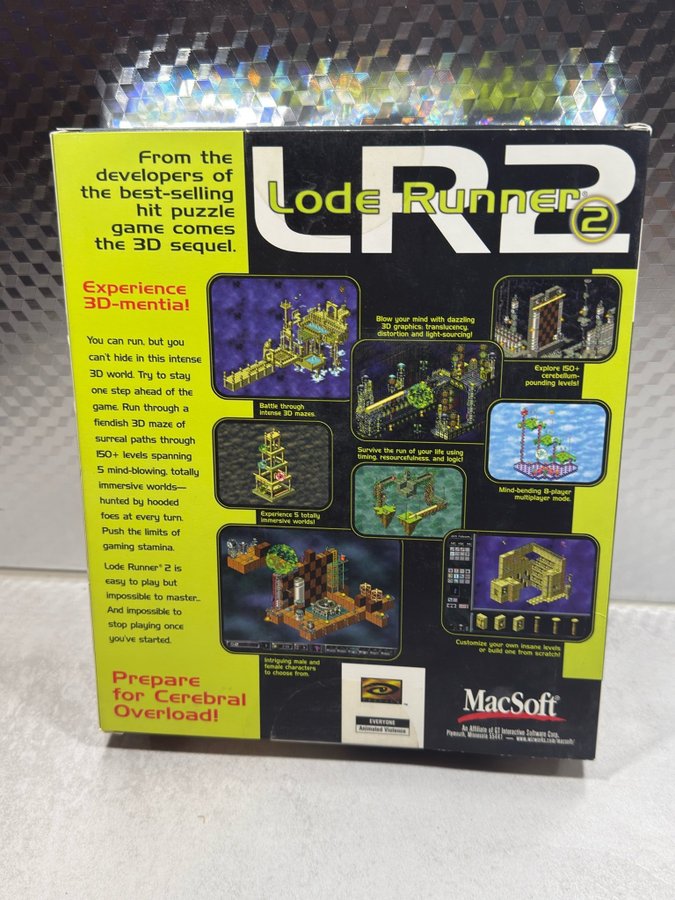 From the
developers of
the best-selling
hit puzzle
game comes
the 3D sequel.
LR2
Lode Runner® 2
Experience
3D-mentia!
You can run, but you
can't hide in this intense
3D world. Try to stay
one step ahead of the
game. Run through a
fiendish 3D maze of
surreal paths through
150+ levels spanning
5 mind-blowing, totally
immersive worlds—
hunted by hooded
foes at every turn.
Push the limits of
gaming stamina.
Lode Runner® 2 is
easy to play but
impossible to master...
And impossible to
stop playing once
you've started.
Prepare
for Cerebral
Overload!
Battle through
intense 3D mazes.
Blow your mind with dazzling
3D graphics: translucency,
distortion and light-sourcing!
Explore 150+
cerebellum-
pounding levels!
Experience 5 totally
immersive worlds!
Survive the run of your life using
timing, resourcefulness, and logic!
Mind-bending 8-player
multiplayer mode.
Intriguing male and
female characters
to choose from.
Customize your own insane levels
or build one from scratch!
™
EVERYONE
Animated Violence
MacSoft®
An Affiliate of GT Interactive Software Corp.
Plymouth, Minnesota 55447 — www.wizworks.com/macsoft/